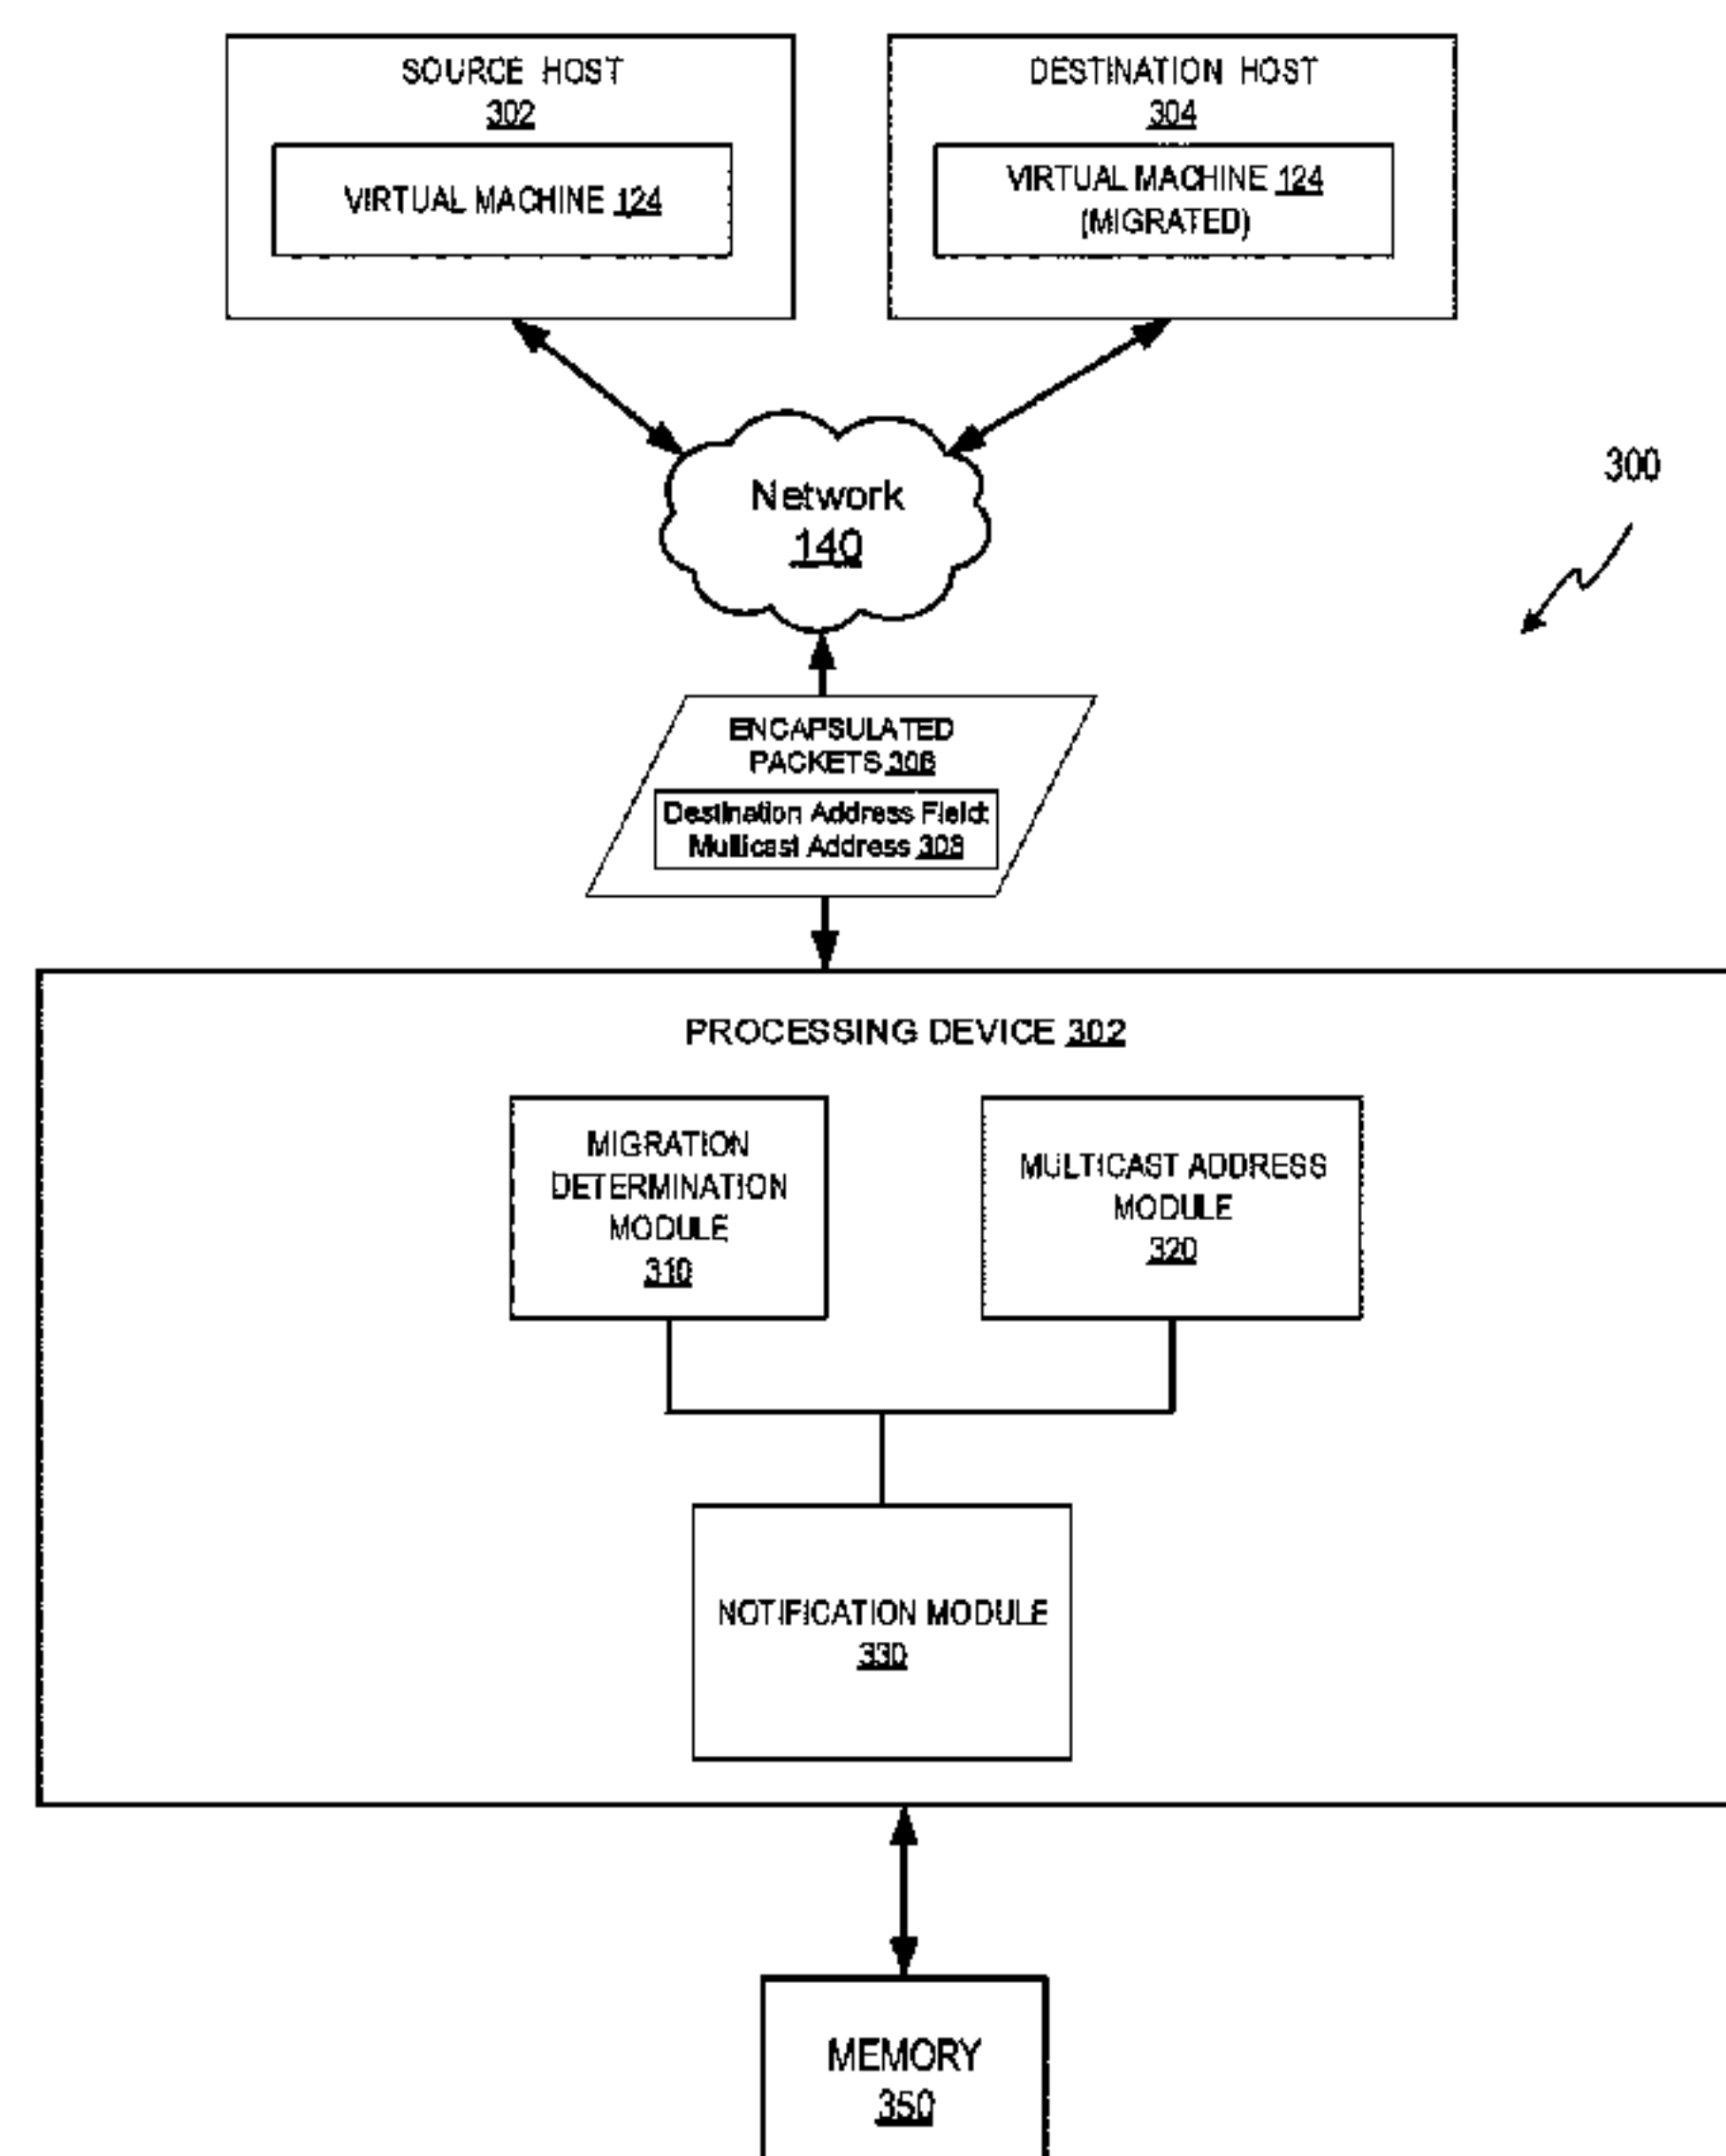 SOURCE HOST
302
VIRTUAL MACHINE 124
DESTINATION HOST
304
VIRTUAL MACHINE 124
(MIGRATED)
Network
140
300
ENCAPSULATED
PACKETS 306
Destination Address Field:
Multicast Address 308
PROCESSING DEVICE 302
MIGRATION
DETERMINATION
MODULE
310
MULTICAST ADDRESS
MODULE
320
NOTIFICATION MODULE
330
MEMORY
350